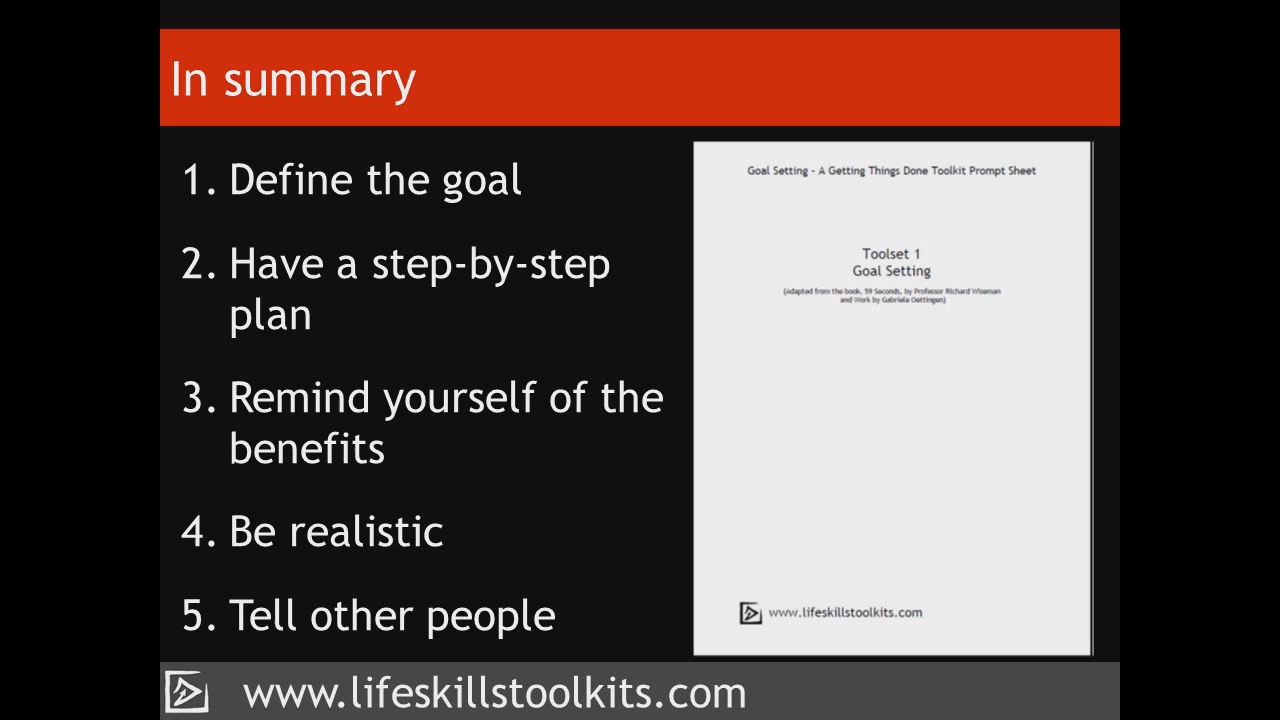 In summary
1. Define the goal
2. Have a step-by-step
plan
3. Remind yourself of the
benefits
4. Be realistic
5. Tell other people
Goal Setting - A Getting Things Done Toolkit Prompt Sheet
Toolset 1
Goal Setting
(Adapted from the book, 59 Seconds, by Professor Richard Wiseman
and Work by Gabriele Oettingen)
www.lifeskillstoolkits.com
www.lifeskillstoolkits.com